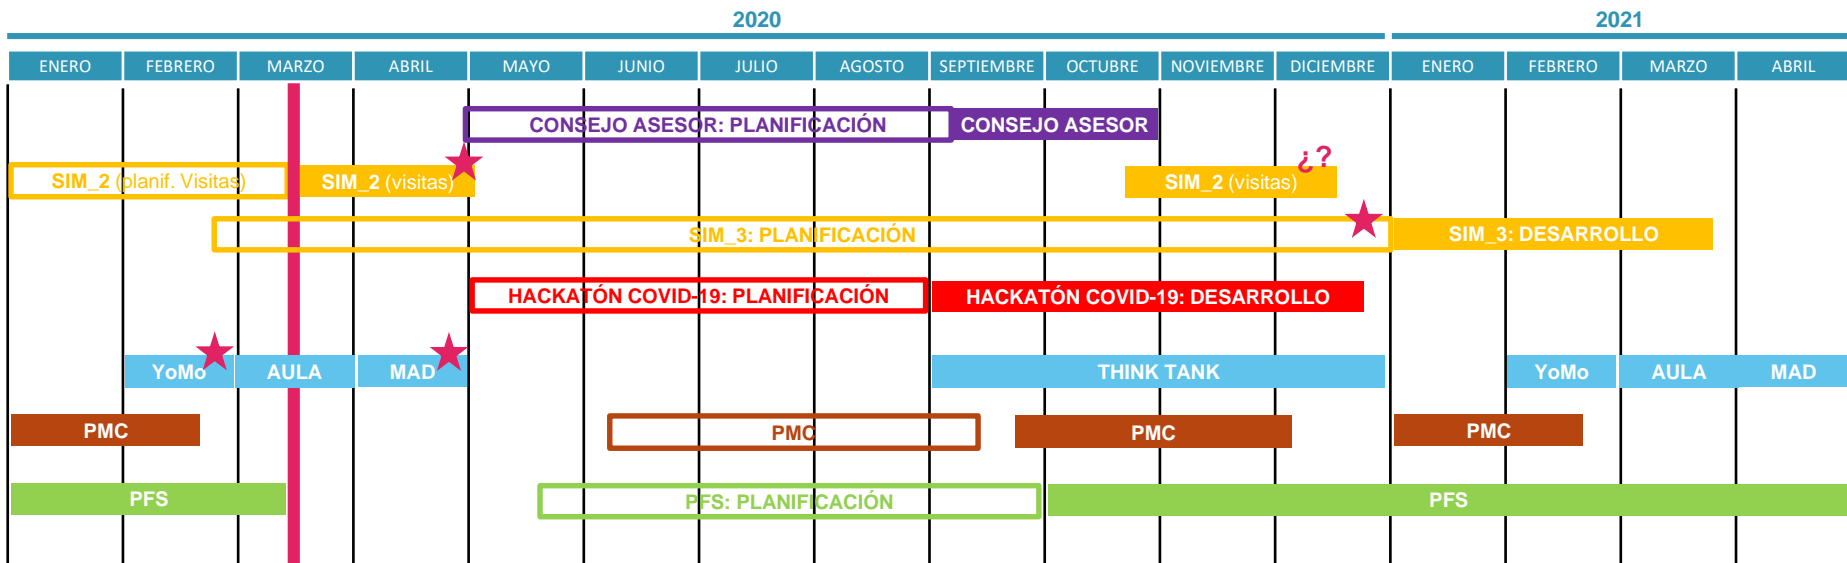 2020 2021
ENERO FEBRERO MARZO ABRIL MAYO JUNIO JULIO AGOSTO SEPTIEMBRE OCTUBRE NOVIEMBRE DICIEMBRE ENERO FEBRERO MARZO ABRIL
CONSEJO ASESOR: PLANIFICACIÓN CONSEJO ASESOR
¿?
SIM_2 (planif. Visitas) SIM_2 (visitas) SIM_2 (visitas)
SIM_3: PLANIFICACIÓN SIM_3: DESARROLLO
HACKATÓN COVID-19: PLANIFICACIÓN HACKATÓN COVID-19: DESARROLLO
YoMo AULA MAD THINK TANK YoMo AULA MAD
PMC PMC PMC PMC
PFS PFS: PLANIFICACIÓN PFS